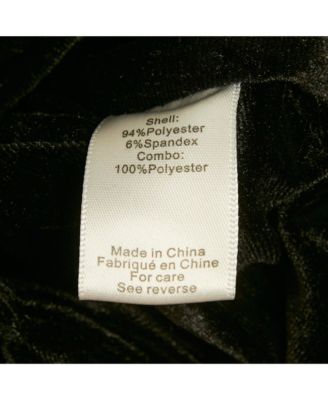 Shell:
94%Polyester
6%Spandex
Combo:
100%Polyester
Made in China
Fabriqué en Chine
For care
See reverse